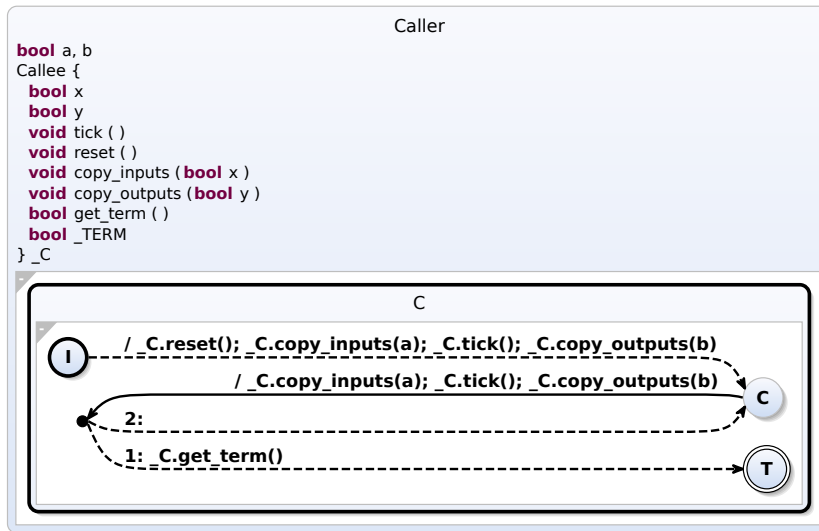 Caller
bool a, b
Callee {
bool x
bool y
void tick ( )
void reset ( )
void copy_inputs ( bool x )
void copy_outputs ( bool y )
bool get_term ( )
bool _TERM
} _C
-
C
-
/ _C.reset(); _C.copy_inputs(a); _C.tick(); _C.copy_outputs(b)
I
/ _C.copy_inputs(a); _C.tick(); _C.copy_outputs(b)
C
2:
1: _C.get_term()
T